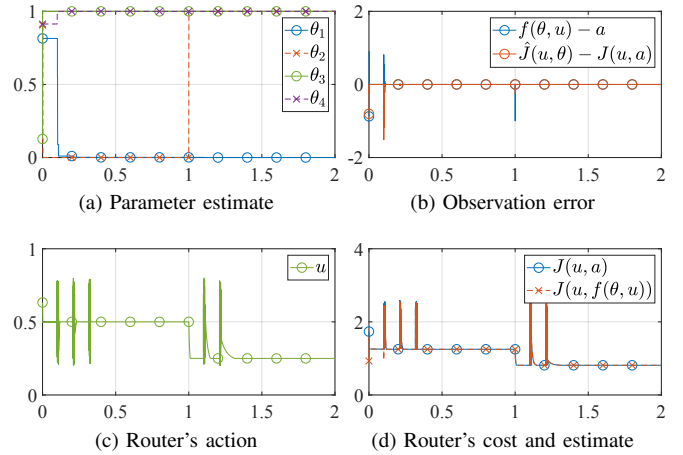 1
0.5
0
0 0.5 1 1.5 2
θ₁
θ₂
θ₃
θ₄
(a) Parameter estimate
2
0
-2
0 0.5 1 1.5 2
f(θ, u) − a
Ĵ(u, θ) − J(u, a)
(b) Observation error
1
0.5
0
0 0.5 1 1.5 2
u
(c) Router's action
4
2
0
0 0.5 1 1.5 2
J(u, a)
J(u, f(θ, u))
(d) Router's cost and estimate